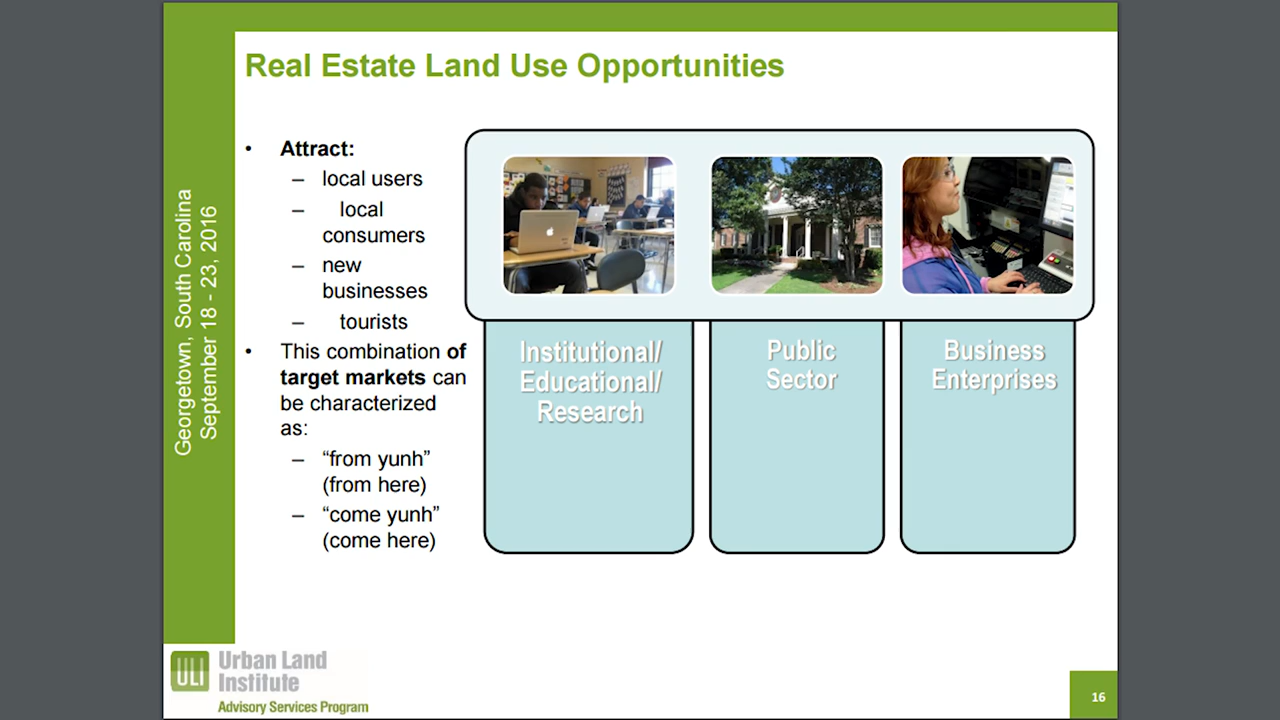 Real Estate Land Use Opportunities
Georgetown, South Carolina
September 18 - 23, 2016
• Attract:
– local users
– local
consumers
– new
businesses
– tourists
• This combination of
target markets can
be characterized
as:
– “from yunh”
(from here)
– “come yunh”
(come here)
Institutional/
Educational/
Research
Public
Sector
Business
Enterprises
ULI
Urban Land
Institute
Advisory Services Program
16